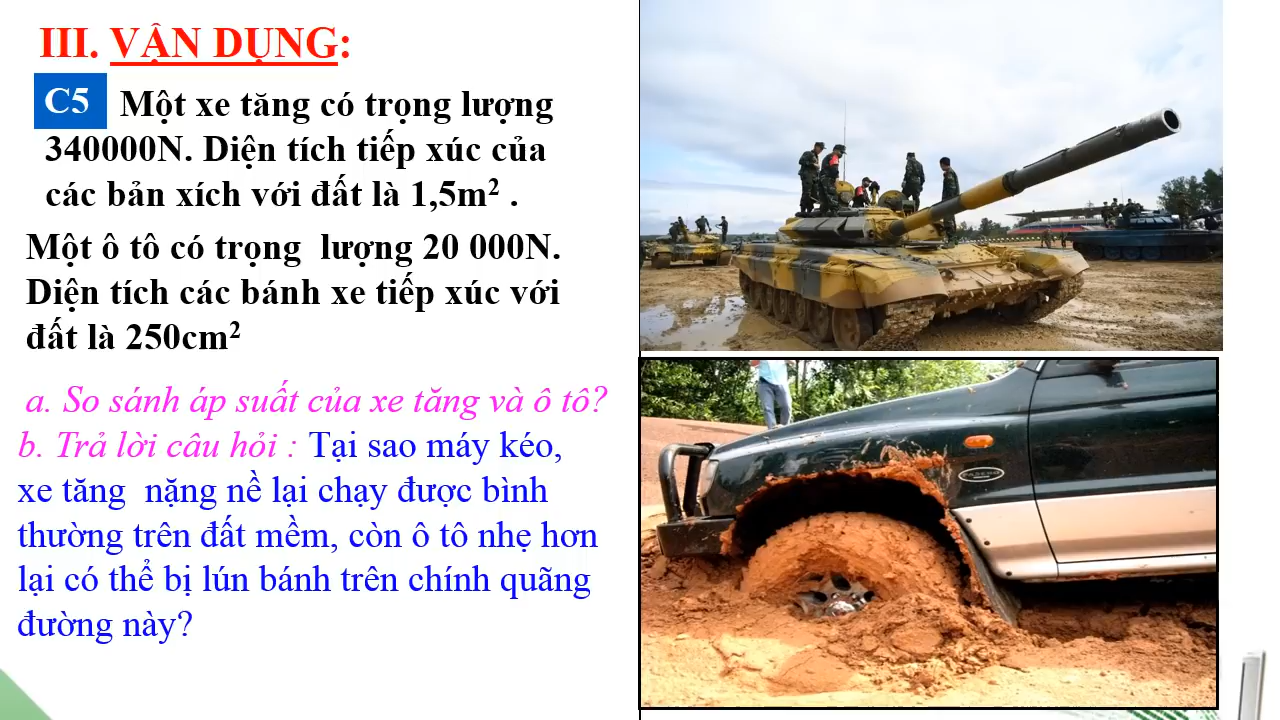 III. VẬN DỤNG:
C5 Một xe tăng có trọng lượng
340000N. Diện tích tiếp xúc của
các bản xích với đất là 1,5m² .
Một ô tô có trọng lượng 20 000N.
Diện tích các bánh xe tiếp xúc với
đất là 250cm²
a. So sánh áp suất của xe tăng và ô tô?
b. Trả lời câu hỏi : Tại sao máy kéo,
xe tăng nặng nề lại chạy được bình
thường trên đất mềm, còn ô tô nhẹ hơn
lại có thể bị lún bánh trên chính quãng
đường này?